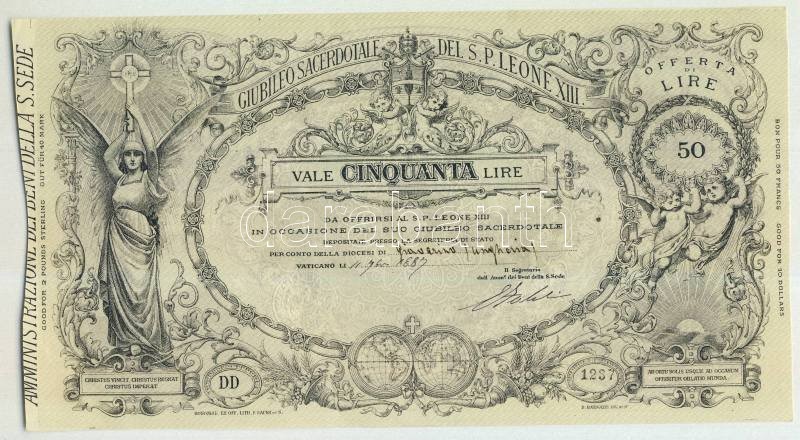 AMMINISTRAZIONE DEI BENI DELLA S. SEDE
GOOD FOR 2 POUNDS STERLING GUT FÜR 40 MARK
GIUBILEO SACERDOTALE DEL S. P. LEONE XIII.
OFFERTA
DI
LIRE
50
VALE CINQUANTA LIRE
darabanth
DA OFFRIRSI AL S. P. LEONE XIII
IN OCCASIONE DEL SUO GIUBILEO SACERDOTALE
DEPOSITATE PRESSO LA SEGRETERIA DI STATO
PER CONTO DELLA DIOCESI DI
VATICANO LI 1887
Il Segretario
dell' Amm.e dei Beni della S. Sede
BON POUR 50 FRANCS GOOD FOR 10 DOLLARS
CHRISTUS VINCIT, CHRISTUS REGNAT
CHRISTUS IMPERAT
DD
1237
AB ORTU SOLIS USQUE AD OCCASUM
OFFERTUR OBLATIO MUNDA.